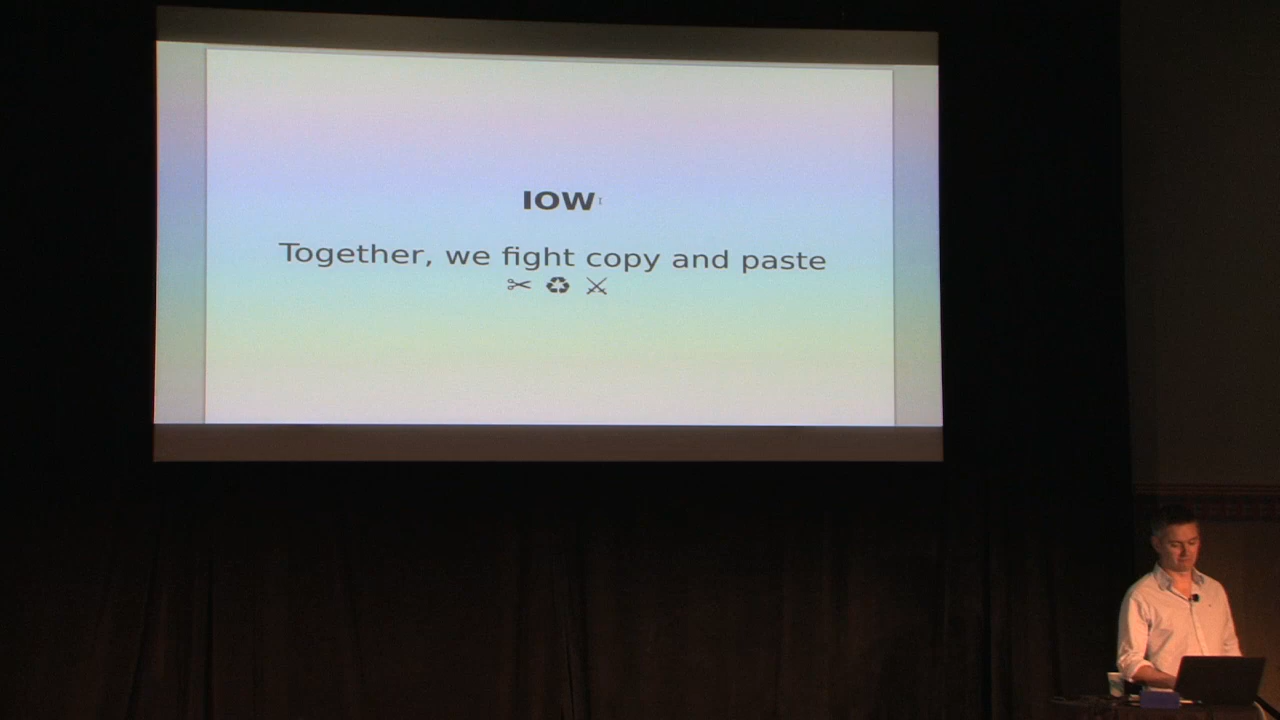 IOW
Together, we fight copy and paste
✂ ♻ ⚔